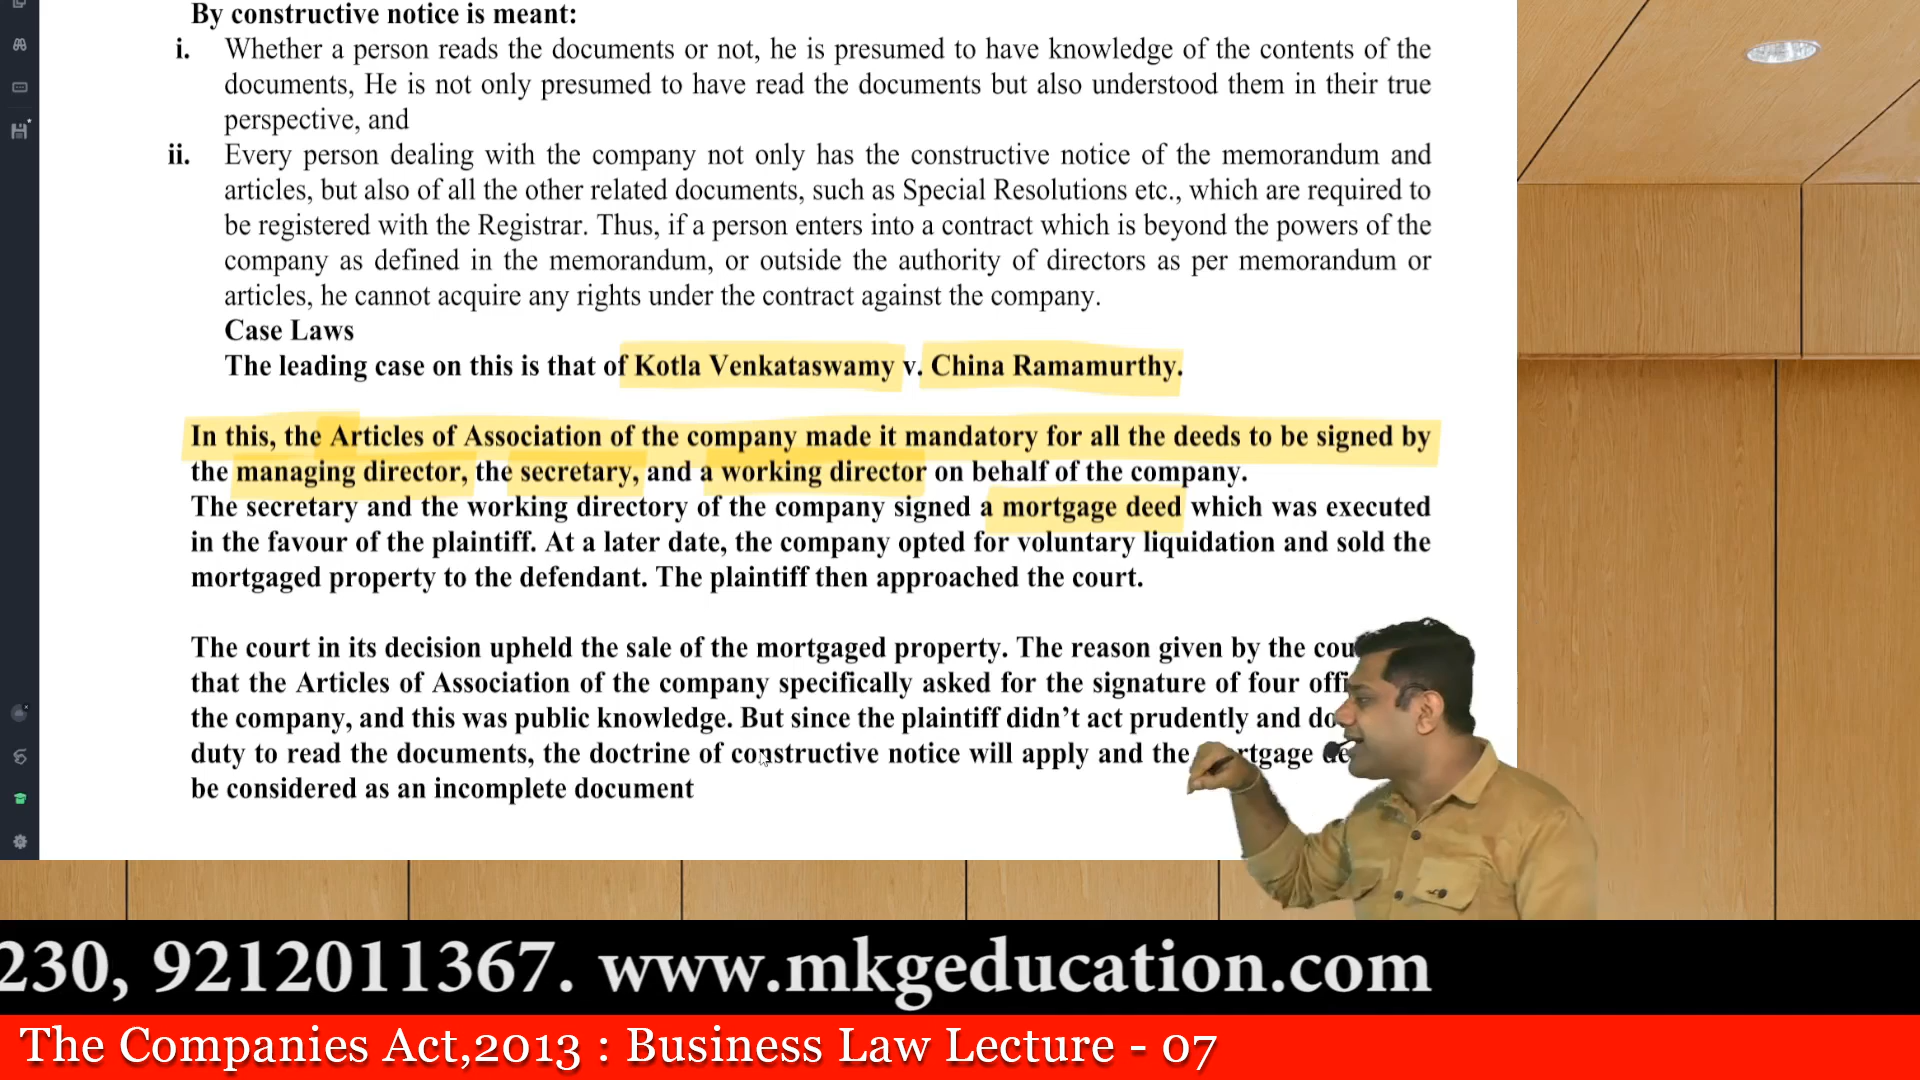 By constructive notice is meant:
i. Whether a person reads the documents or not, he is presumed to have knowledge of the contents of the
documents, He is not only presumed to have read the documents but also understood them in their true
perspective, and
ii. Every person dealing with the company not only has the constructive notice of the memorandum and
articles, but also of all the other related documents, such as Special Resolutions etc., which are required to
be registered with the Registrar. Thus, if a person enters into a contract which is beyond the powers of the
company as defined in the memorandum, or outside the authority of directors as per memorandum or
articles, he cannot acquire any rights under the contract against the company.
Case Laws
The leading case on this is that of Kotla Venkataswamy v. China Ramamurthy.
In this, the Articles of Association of the company made it mandatory for all the deeds to be signed by
the managing director, the secretary, and a working director on behalf of the company.
The secretary and the working directory of the company signed a mortgage deed which was executed
in the favour of the plaintiff. At a later date, the company opted for voluntary liquidation and sold the
mortgaged property to the defendant. The plaintiff then approached the court.
The court in its decision upheld the sale of the mortgaged property. The reason given by the
that the Articles of Association of the company specifically asked for the signature of four
the company, and this was public knowledge. But since the plaintiff didn't act prudently and
duty to read the documents, the doctrine of constructive notice will apply and the
be considered as an incomplete document
230, 9212011367. www.mkgeducation.com
The Companies Act,2013 : Business Law Lecture - 07